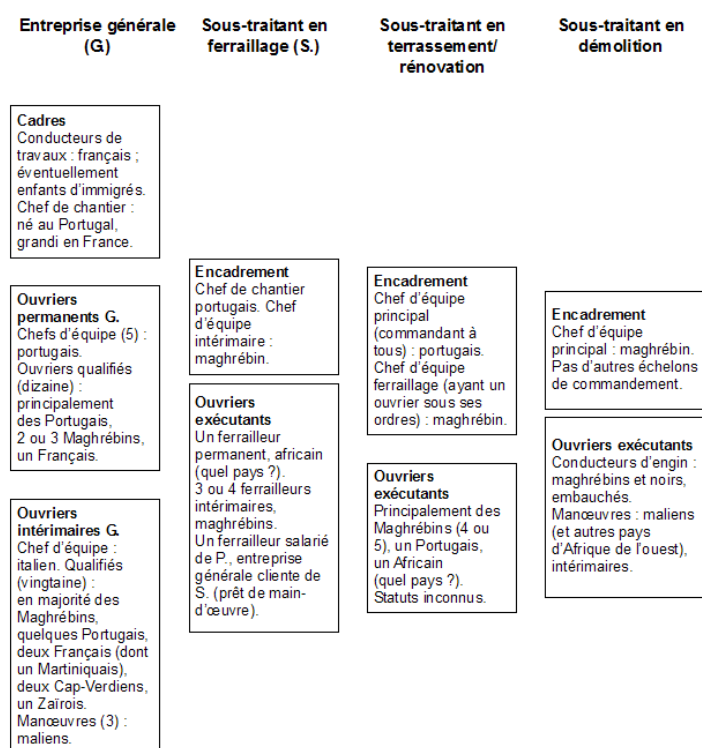 Entreprise générale
(G.)
Sous-traitant en
ferraillage (S.)
Sous-traitant en
terrassement/
rénovation
Sous-traitant en
démolition
Cadres
Conducteurs de
travaux : français ;
éventuellement
enfants d'immigrés.
Chef de chantier :
né au Portugal,
grandi en France.
Ouvriers
permanents G.
Chefs d'équipe (5) :
portugais.
Ouvriers qualifiés
(dizaine) :
principalement
des Portugais,
2 ou 3 Maghrébins,
un Français.
Ouvriers
intérimaires G.
Chef d'équipe :
italien. Qualifiés
(vingtaine) :
en majorité des
Maghrébins,
quelques Portugais,
deux Français (dont
un Martiniquais),
deux Cap-Verdiens,
un Zaïrois.
Manœuvres (3) :
maliens.
Encadrement
Chef de chantier
portugais. Chef
d'équipe
intérimaire :
maghrébin.
Ouvriers
exécutants
Un ferrailleur
permanent, africain
(quel pays ?).
3 ou 4 ferrailleurs
intérimaires,
maghrébins.
Un ferrailleur salarié
de P., entreprise
générale cliente de
S. (prêt de main-
d'œuvre).
Encadrement
Chef d'équipe
principal
(commandant à
tous) : portugais.
Chef d'équipe
ferraillage (ayant un
ouvrier sous ses
ordres) : maghrébin.
Ouvriers
exécutants
Principalement des
Maghrébins (4 ou
5), un Portugais,
un Africain
(quel pays ?).
Statuts inconnus.
Encadrement
Chef d'équipe
principal : maghrébin.
Pas d'autres échelons
de commandement.
Ouvriers exécutants
Conducteurs d'engin :
maghrébins et noirs,
embauchés.
Manœuvres : maliens
(et autres pays
d'Afrique de l'ouest),
intérimaires.